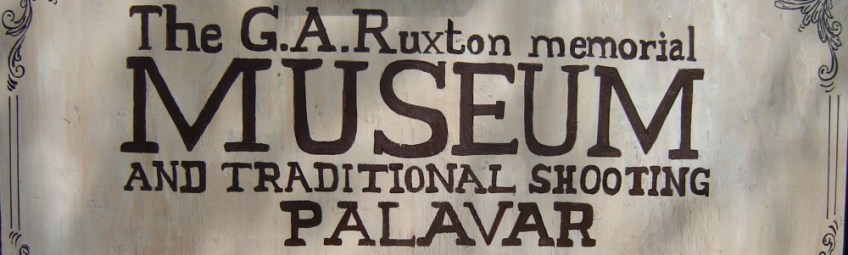 The G.A.Ruxton memorial
MUSEUM
AND TRADITIONAL SHOOTING
PALAVAR